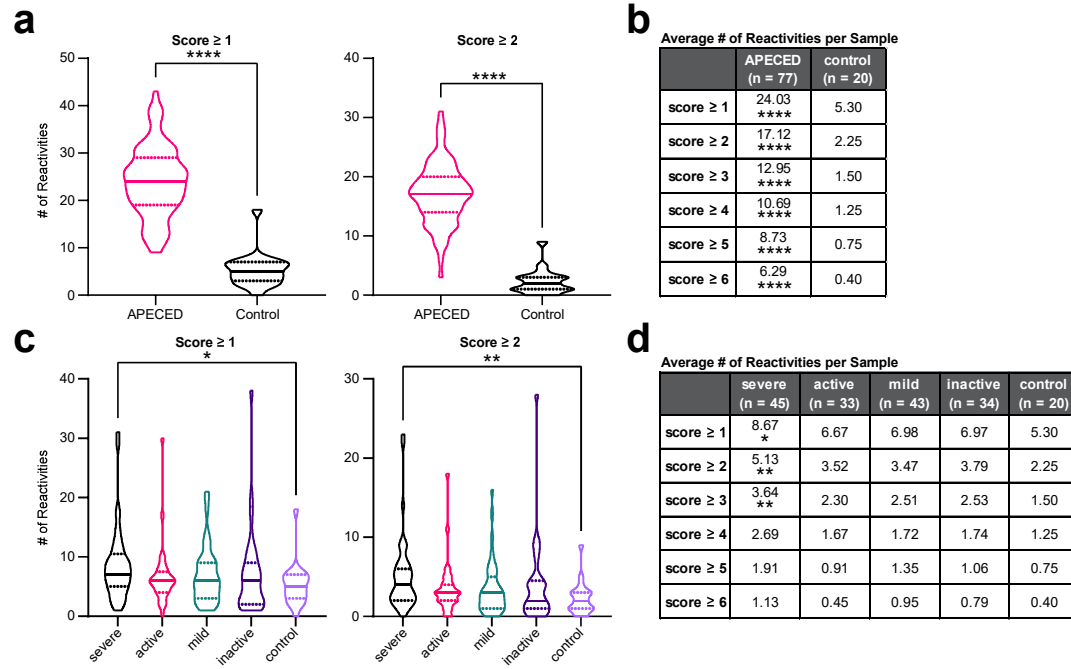 a
Score ≥ 1
****
# of Reactivities
50
40
30
20
10
0
APECED
Control
Score ≥ 2
****
40
30
20
10
0
APECED
Control
b
Average # of Reactivities per Sample
APECED control
(n = 77) (n = 20)
score ≥ 1 24.03 **** 5.30
score ≥ 2 17.12 **** 2.25
score ≥ 3 12.95 **** 1.50
score ≥ 4 10.69 **** 1.25
score ≥ 5 8.73 **** 0.75
score ≥ 6 6.29 **** 0.40
c
Score ≥ 1
*
# of Reactivities
40
30
20
10
0
severe
active
mild
inactive
control
Score ≥ 2
**
30
20
10
0
severe
active
mild
inactive
control
d
Average # of Reactivities per Sample
severe active mild inactive control
(n = 45) (n = 33) (n = 43) (n = 34) (n = 20)
score ≥ 1 8.67 * 6.67 6.98 6.97 5.30
score ≥ 2 5.13 ** 3.52 3.47 3.79 2.25
score ≥ 3 3.64 ** 2.30 2.51 2.53 1.50
score ≥ 4 2.69 1.67 1.72 1.74 1.25
score ≥ 5 1.91 0.91 1.35 1.06 0.75
score ≥ 6 1.13 0.45 0.95 0.79 0.40